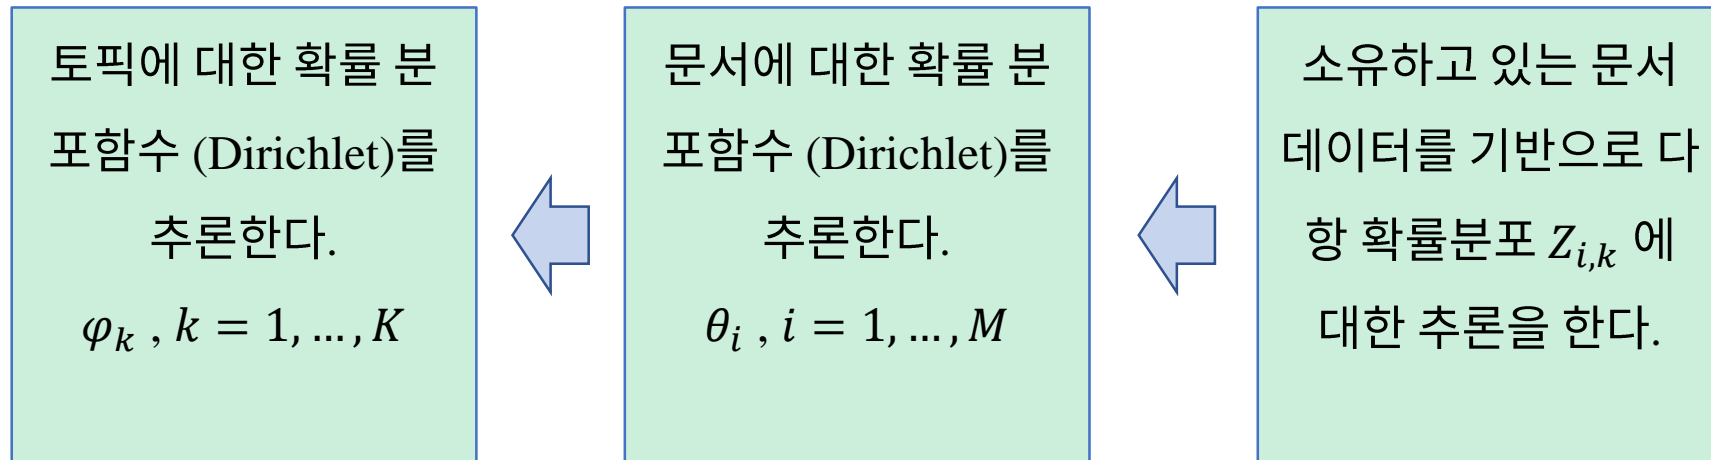 토픽에 대한 확률 분
포함수 (Dirichlet)를
추론한다.
φₖ , k = 1, … , K
문서에 대한 확률 분
포함수 (Dirichlet)를
추론한다.
θᵢ , i = 1, … , M
소유하고 있는 문서
데이터를 기반으로 다
항 확률분포 Z_{i,k} 에
대한 추론을 한다.